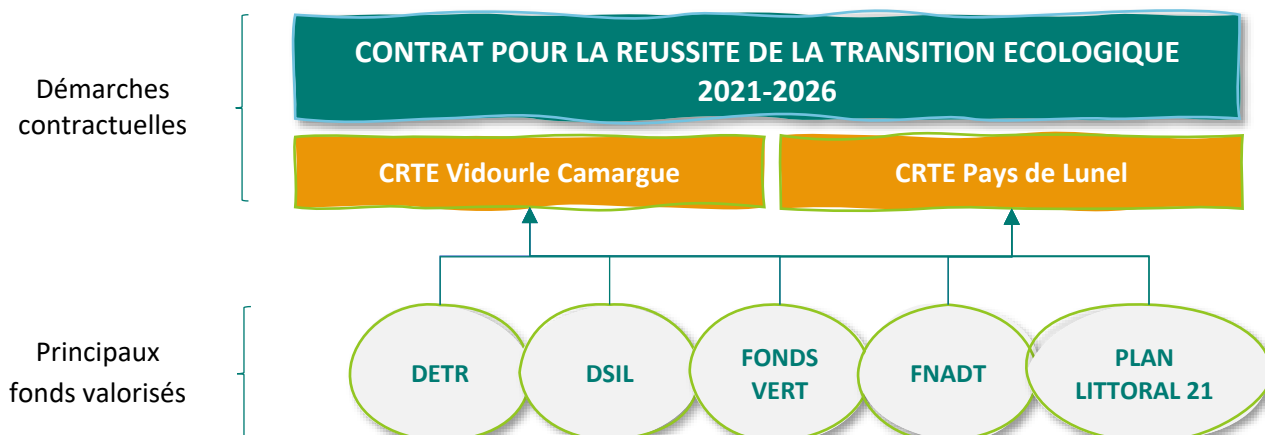 Démarches
contractuelles
CONTRAT POUR LA REUSSITE DE LA TRANSITION ECOLOGIQUE
2021-2026
CRTE Vidourle Camargue
CRTE Pays de Lunel
Principaux
fonds valorisés
DETR
DSIL
FONDS
VERT
FNADT
PLAN
LITTORAL 21